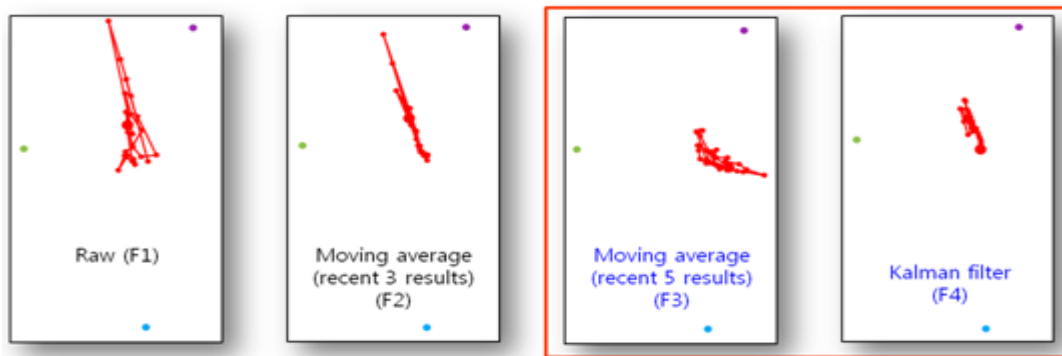 Raw (F1)
Moving average
(recent 3 results)
(F2)
Moving average
(recent 5 results)
(F3)
Kalman filter
(F4)